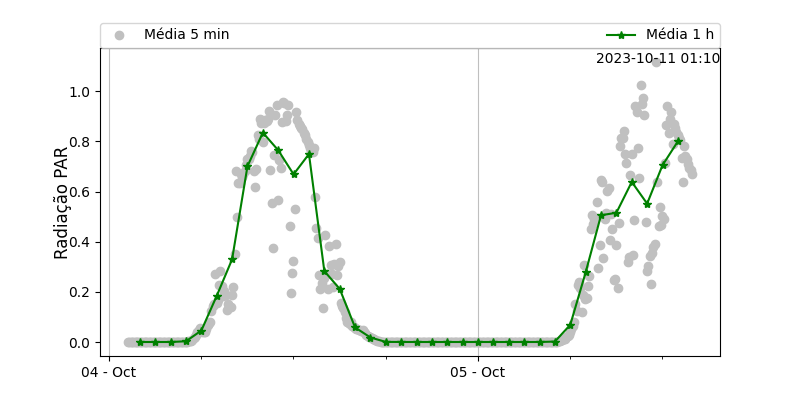 Média 5 min
Média 1 h
2023-10-11 01:10
1.0
0.8
0.6
0.4
0.2
0.0
Radiação PAR
04 - Oct
05 - Oct